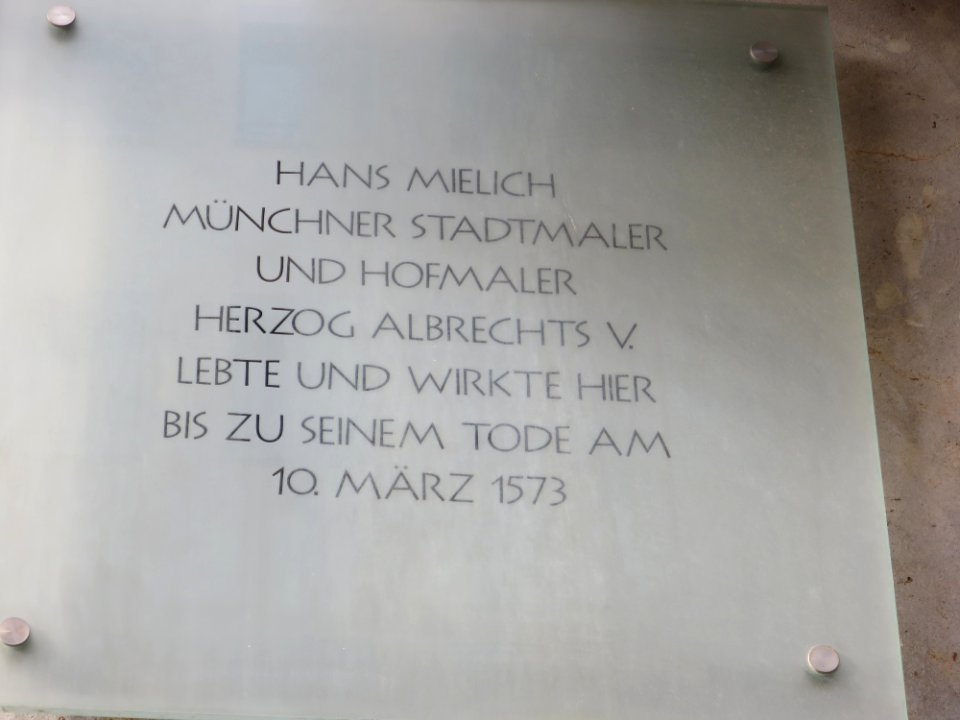 HANS MIELICH
MÜNCHNER STADTMALER
UND HOFMALER
HERZOG ALBRECHTS V.
LEBTE UND WIRKTE HIER
BIS ZU SEINEM TODE AM
10. MÄRZ 1573